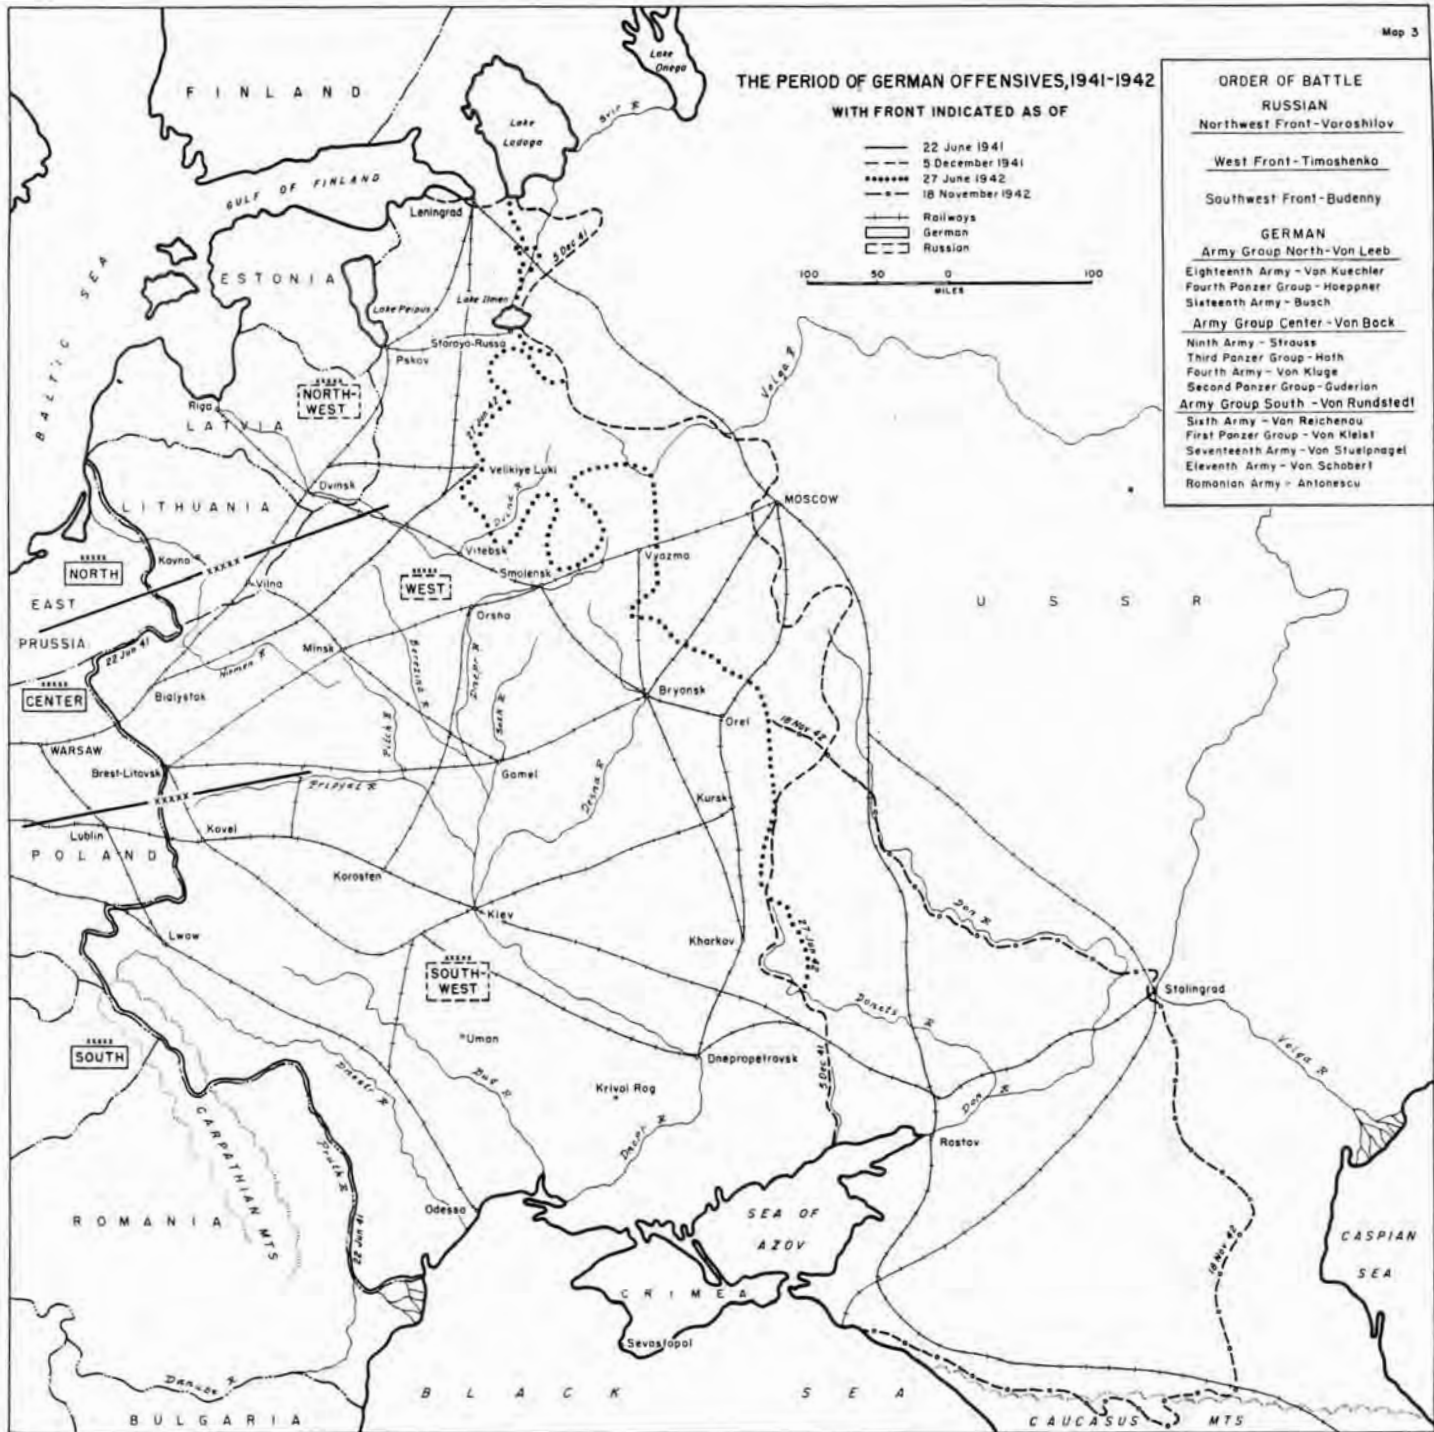 Map 3
THE PERIOD OF GERMAN OFFENSIVES, 1941-1942
WITH FRONT INDICATED AS OF
22 June 1941
5 December 1941
27 June 1942
18 November 1942
Railways
German
Russian
100 50 0 100
MILES
ORDER OF BATTLE
RUSSIAN
Northwest Front-Voroshilov
West Front-Timoshenko
Southwest Front-Budenny
GERMAN
Army Group North-Von Leeb
Eighteenth Army - Von Kuechler
Fourth Panzer Group - Hoeppner
Sixteenth Army - Busch
Army Group Center-Von Bock
Ninth Army - Strauss
Third Panzer Group - Hoth
Fourth Army - Von Kluge
Second Panzer Group-Guderian
Army Group South -Von Rundstedt
Sixth Army - Von Reichenau
First Panzer Group - Von Kleist
Seventeenth Army-Von Stuelpnagel
Eleventh Army - Von Schobert
Romanian Army - Antonescu
FINLAND
Lake Onega
Lake Ladoga
Svir R
GULF OF FINLAND
Leningrad
5 Dec 41
BALTIC SEA
ESTONIA
Lake Peipus
Lake Ilmen
Staraya-Russa
Pskov
XXXXX
NORTH-
WEST
Volga R
Riga
LATVIA
27 Jun 42
Velikiye Luki
Dvinsk
Dvina R
LITHUANIA
MOSCOW
XXXXX
NORTH
Kovno
XXXXX
Vilna
Vitebsk
XXXXX
WEST
Smolensk
Vyazma
EAST
PRUSSIA
Orsha
USSR
22 Jun 41
Minsk
Niemen R
Berezina R
Dnepr R
Sozh R
XXXXX
CENTER
Bialystok
Bryansk
Orel
18 Nov 42
WARSAW
Brest-Litovsk
Ptich R
Gomel
Desna R
XXXXX
Pripyat R
Kursk
Lublin
Kovel
POLAND
Korosten
Kiev
Don R
Lwow
Kharkov
27 Jun 42
XXXXX
SOUTH-
WEST
Stalingrad
Donets R
Uman
XXXXX
SOUTH
Dnepropetrovsk
Volga R
Dnestr R
Bug R
Krivoi Rog
5 Dec 41
Don R
Dnepr R
Rostov
CARPATHIAN MTS
Pruth R
22 Jun 41
ROMANIA
Odessa
SEA OF
AZOV
18 Nov 42
CASPIAN
SEA
CRIMEA
Sevastopol
Danube R
BLACK SEA
BULGARIA
CAUCASUS MTS